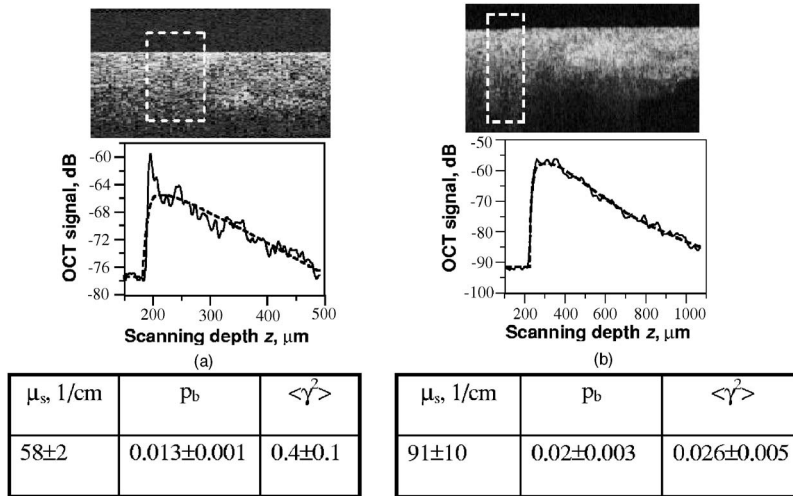 -60
-64
-68
-72
-76
-80
OCT signal, dB
200 300 400 500
Scanning depth z, μm
(a)
-50
-60
-70
-80
-90
-100
OCT signal, dB
200 400 600 800 1000
Scanning depth z, μm
(b)
μs, 1/cm pb <γ²>
58±2 0.013±0.001 0.4±0.1
μs, 1/cm pb <γ²>
91±10 0.02±0.003 0.026±0.005